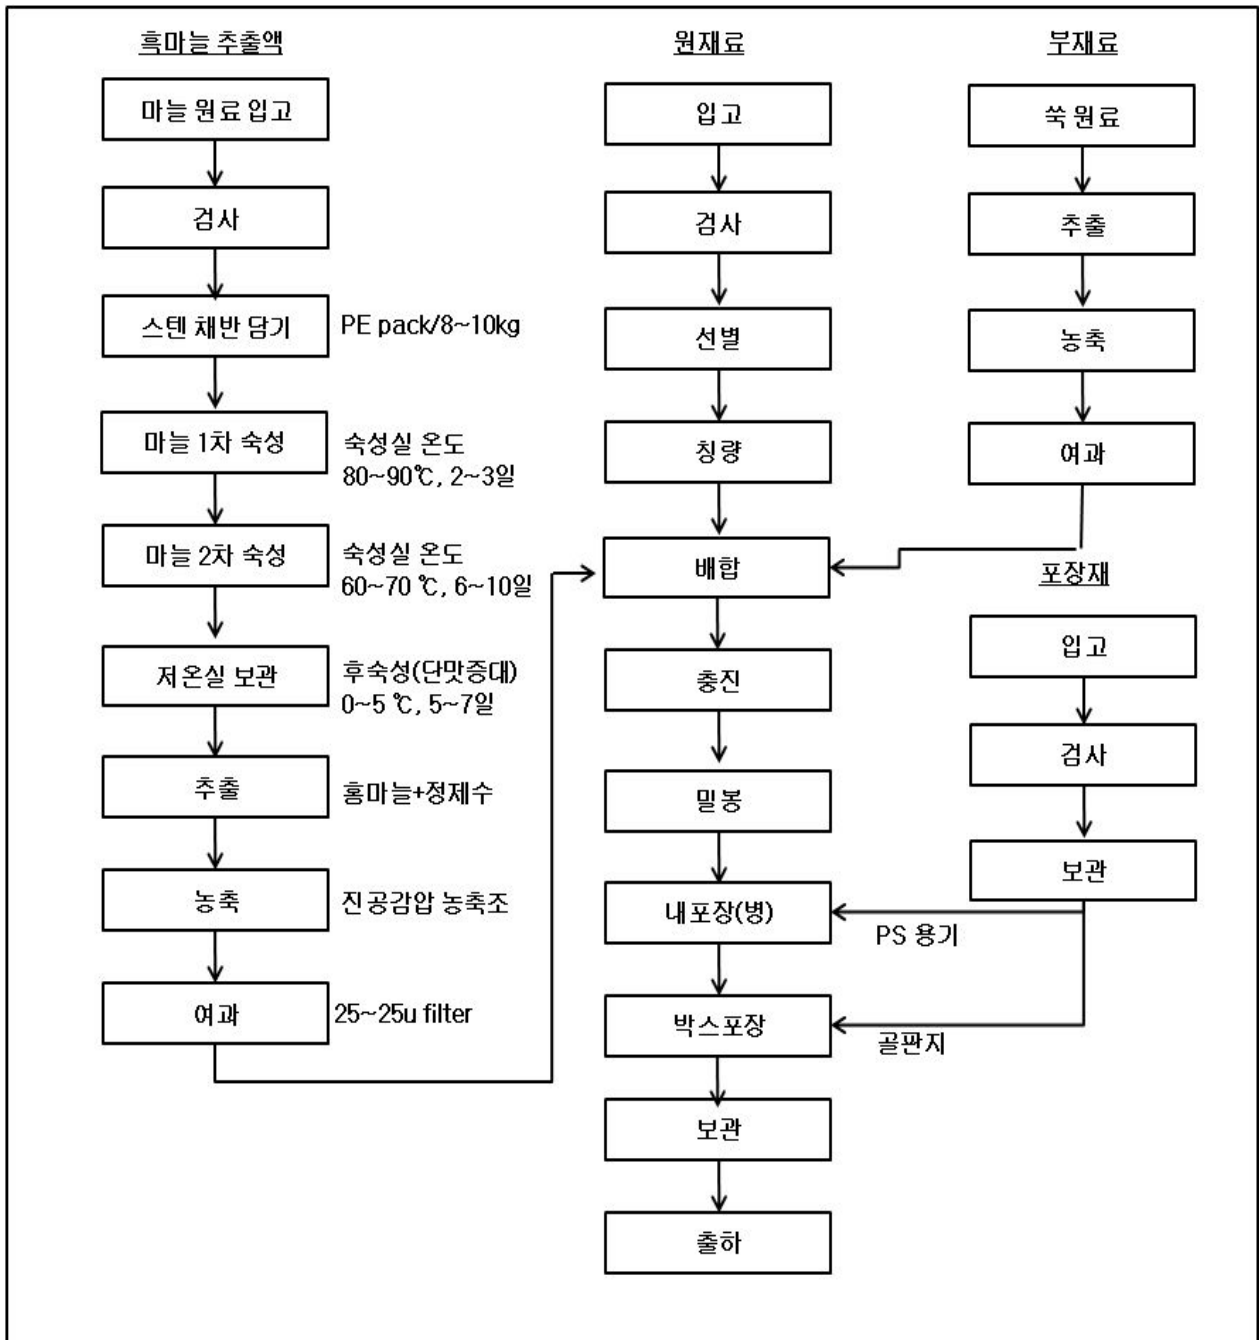 흑마늘 추출액
마늘 원료 입고
검사
스텐 채반 담기
PE pack/8~10kg
마늘 1차 숙성
숙성실 온도
80~90℃, 2~3일
마늘 2차 숙성
숙성실 온도
60~70 ℃, 6~10일
저온실 보관
후숙성(단맛증대)
0~5 ℃, 5~7일
추출
홍마늘+정제수
농축
진공감압 농축조
여과
25~25u filter
원재료
입고
검사
선별
칭량
배합
충진
밀봉
내포장(병)
박스포장
보관
출하
부재료
쑥 원료
추출
농축
여과
포장재
입고
검사
보관
PS 용기
골판지